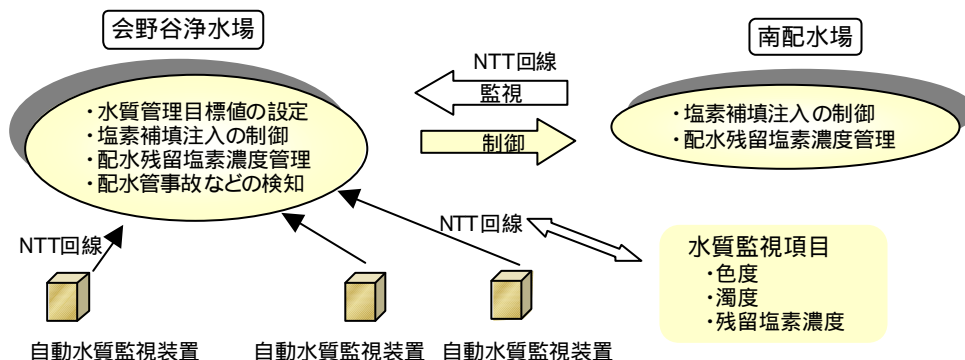 会野谷浄水場
南配水場
NTT回線
監視
制御
・水質管理目標値の設定
・塩素補填注入の制御
・配水残留塩素濃度管理
・配水管事故などの検知
・塩素補填注入の制御
・配水残留塩素濃度管理
NTT回線
NTT回線
水質監視項目
・色度
・濁度
・残留塩素濃度
自動水質監視装置
自動水質監視装置
自動水質監視装置